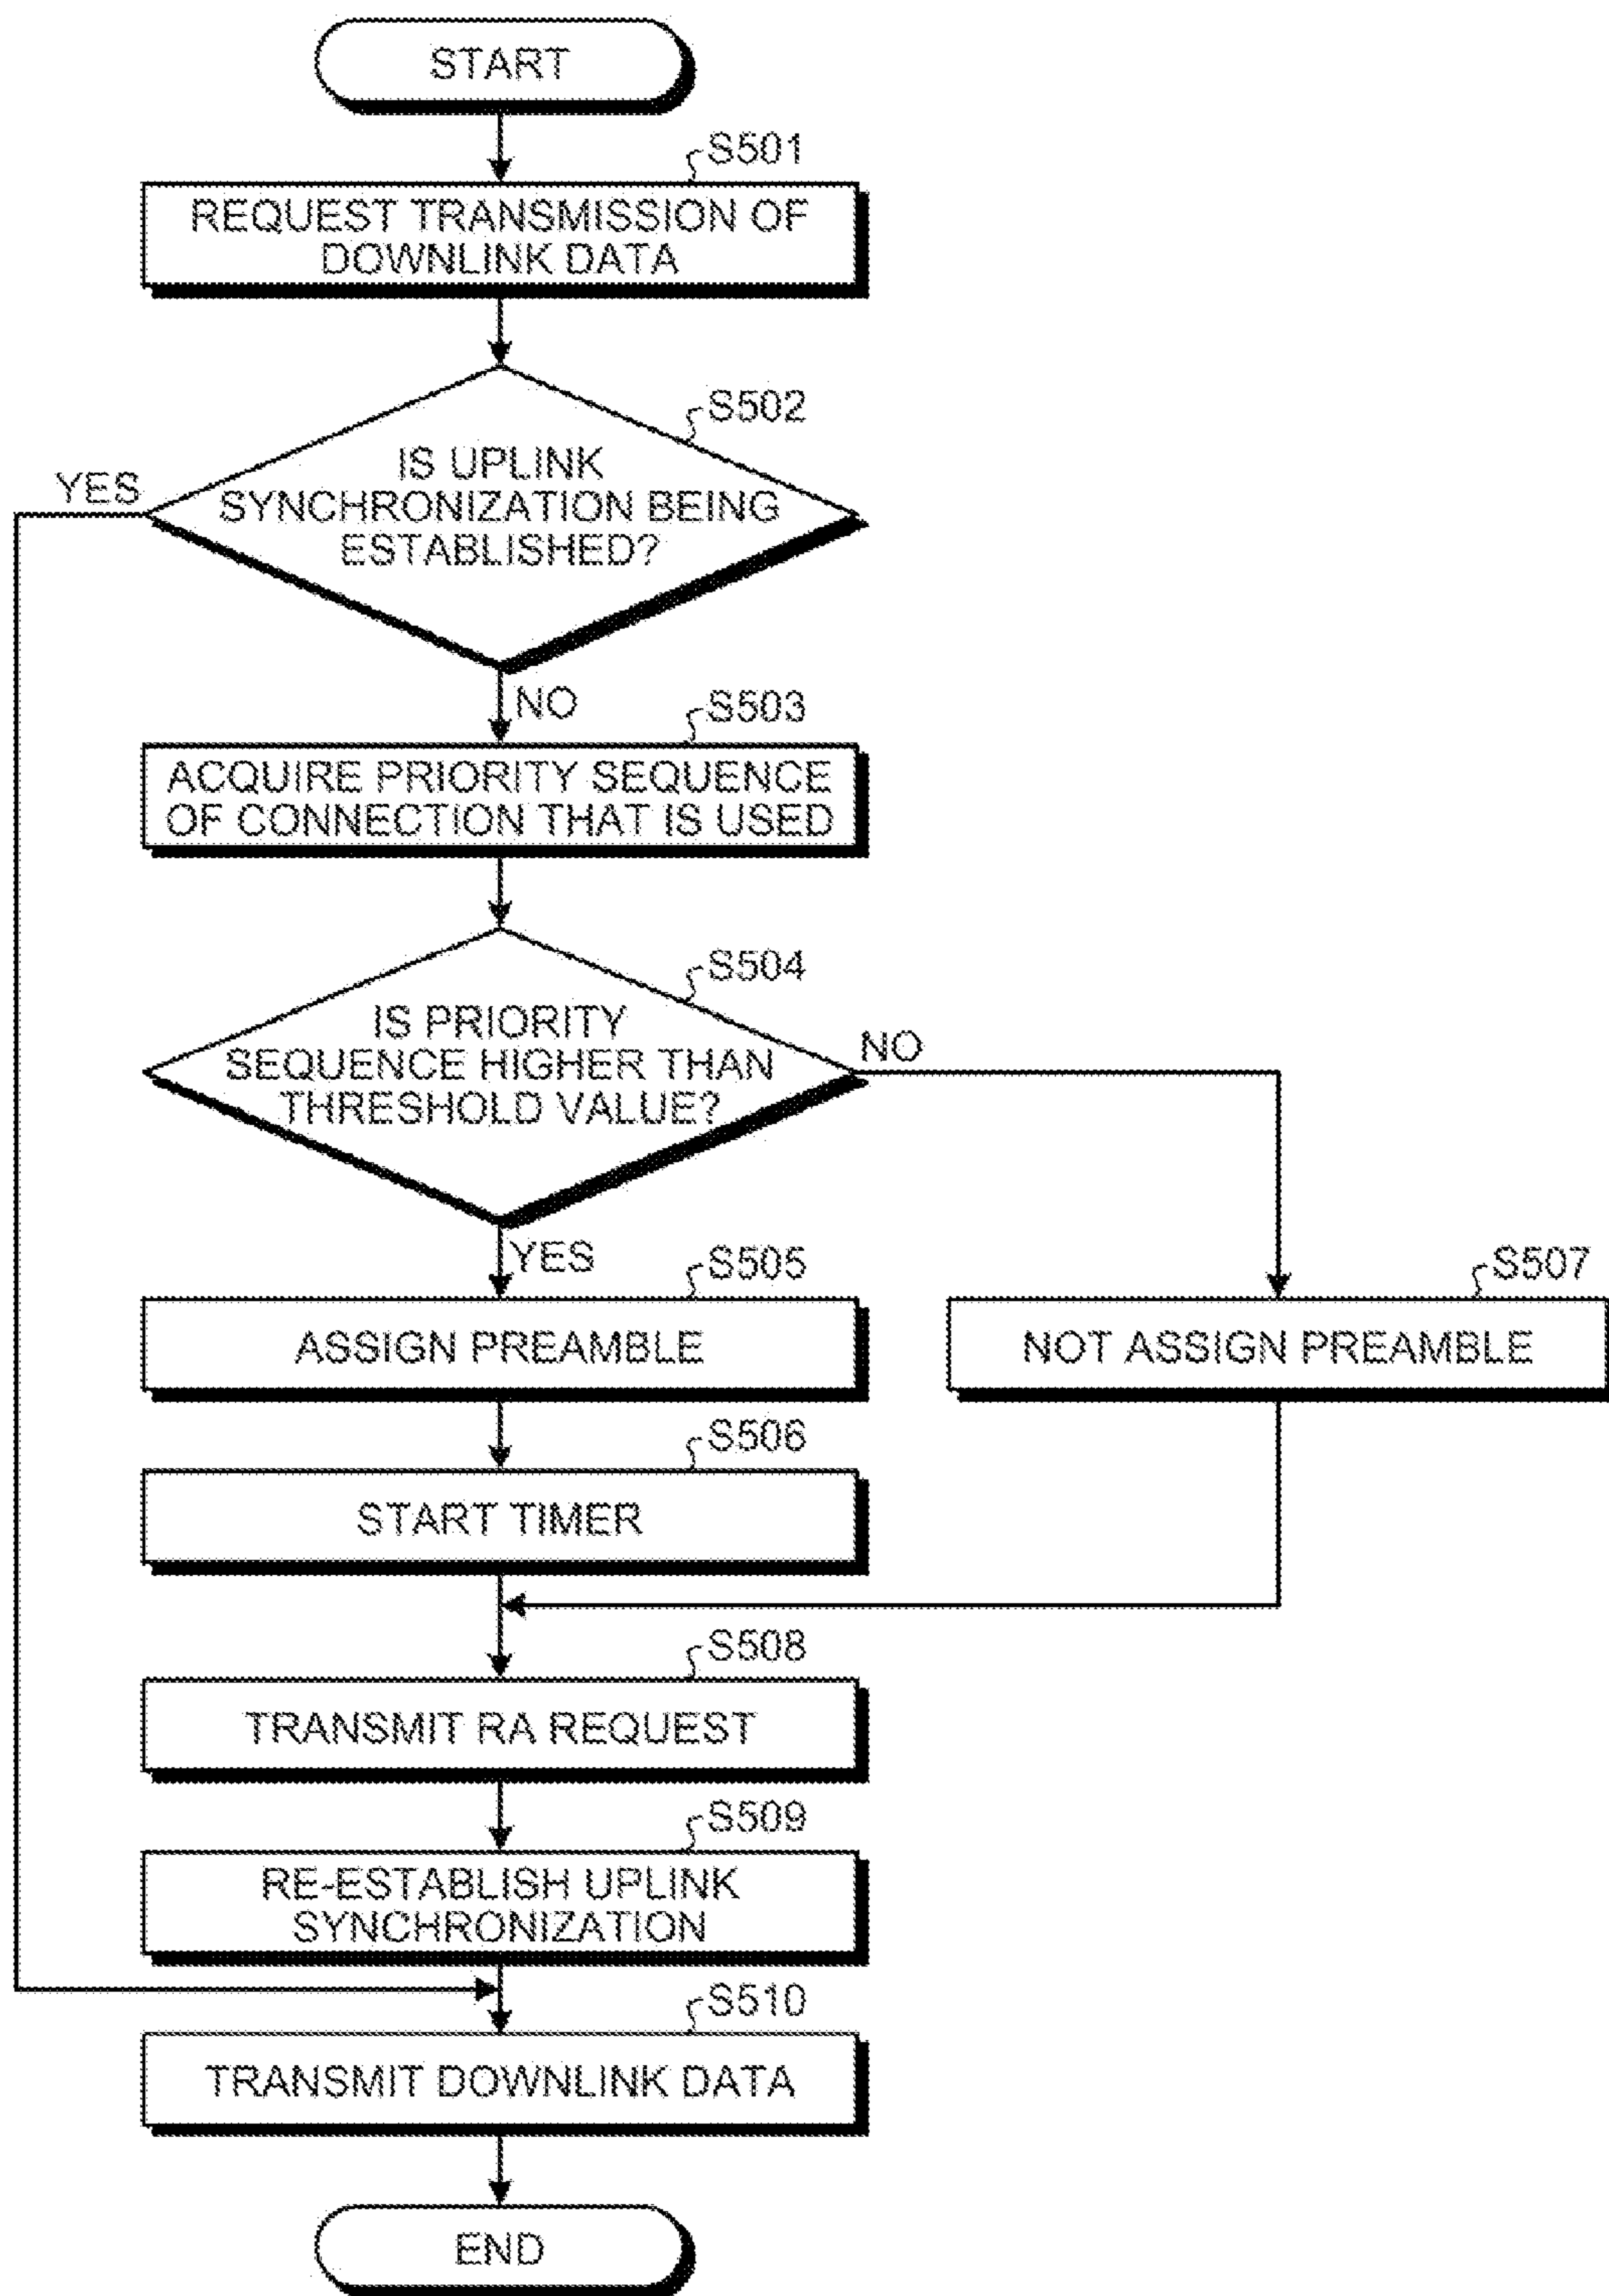 START
S501
REQUEST TRANSMISSION OF
DOWNLINK DATA
S502
IS UPLINK
SYNCHRONIZATION BEING
ESTABLISHED?
YES
NO
S503
ACQUIRE PRIORITY SEQUENCE
OF CONNECTION THAT IS USED
S504
IS PRIORITY
SEQUENCE HIGHER THAN
THRESHOLD VALUE?
NO
YES
S505
ASSIGN PREAMBLE
S507
NOT ASSIGN PREAMBLE
S506
START TIMER
S508
TRANSMIT RA REQUEST
S509
RE-ESTABLISH UPLINK
SYNCHRONIZATION
S510
TRANSMIT DOWNLINK DATA
END